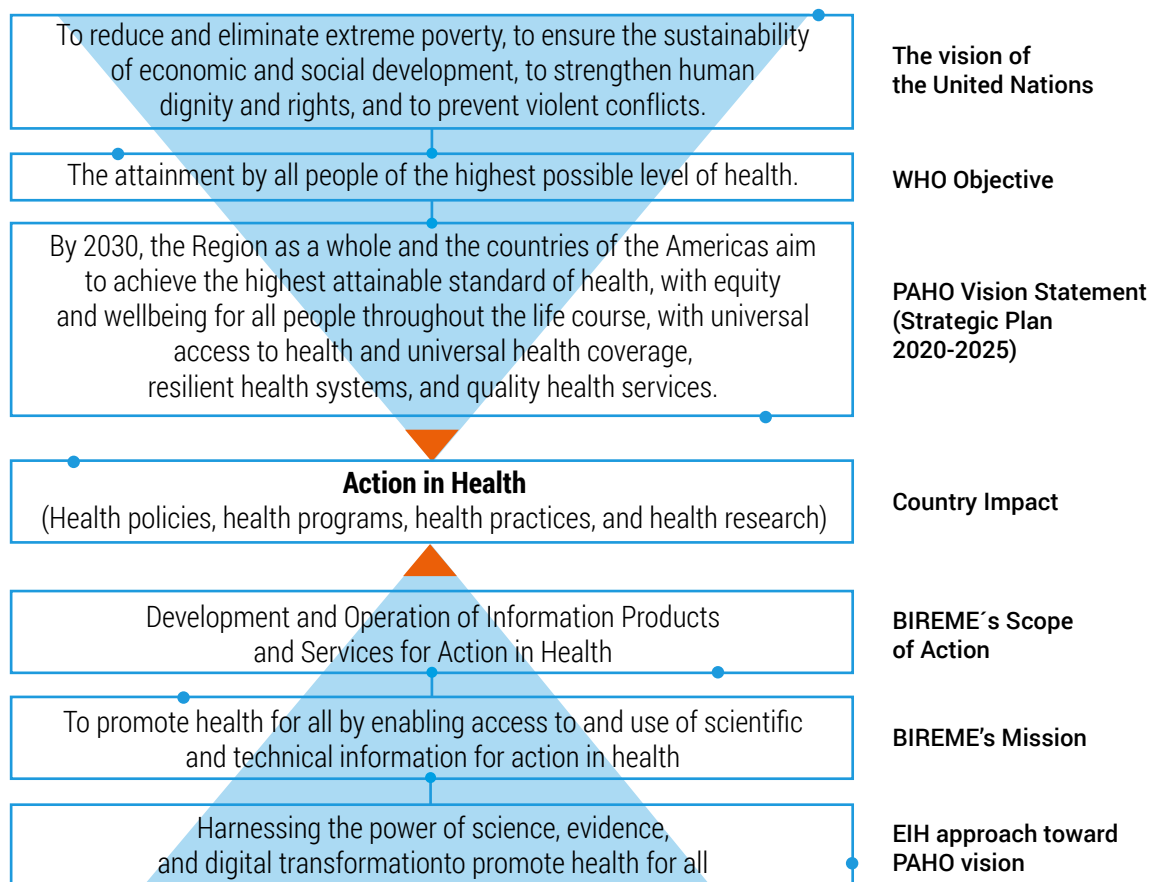 To reduce and eliminate extreme poverty, to ensure the sustainability
of economic and social development, to strengthen human
dignity and rights, and to prevent violent conflicts.
The vision of
the United Nations
The attainment by all people of the highest possible level of health.
WHO Objective
By 2030, the Region as a whole and the countries of the Americas aim
to achieve the highest attainable standard of health, with equity
and wellbeing for all people throughout the life course, with universal
access to health and universal health coverage,
resilient health systems, and quality health services.
PAHO Vision Statement
(Strategic Plan
2020-2025)
Action in Health
(Health policies, health programs, health practices, and health research)
Country Impact
Development and Operation of Information Products
and Services for Action in Health
BIREME´s Scope
of Action
To promote health for all by enabling access to and use of scientific
and technical information for action in health
BIREME’s Mission
Harnessing the power of science, evidence,
and digital transformationto promote health for all
EIH approach toward
PAHO vision